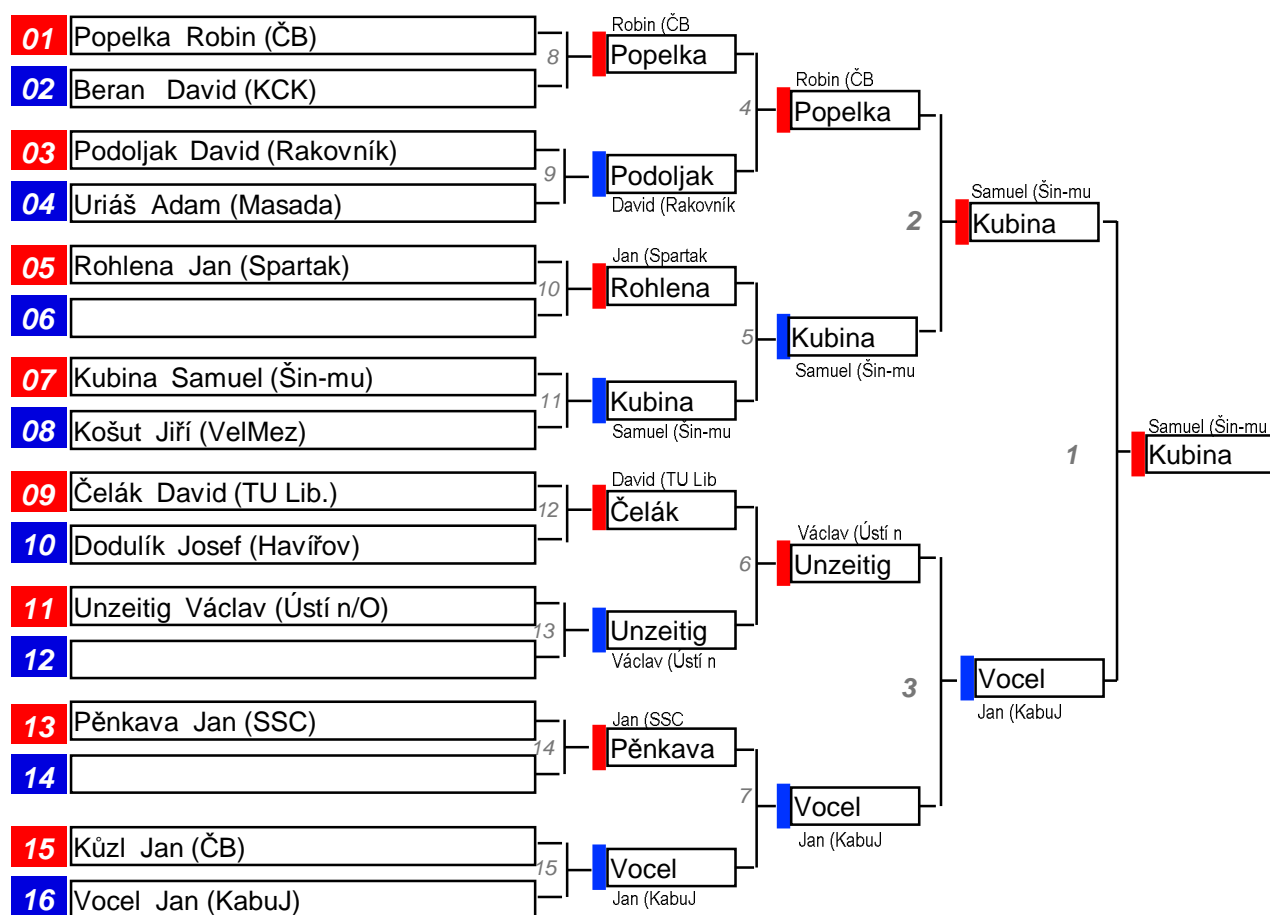 01 Popelka Robin (ČB)
02 Beran David (KCK)
03 Podoljak David (Rakovník)
04 Uriáš Adam (Masada)
05 Rohlena Jan (Spartak)
06
07 Kubina Samuel (Šin-mu)
08 Košut Jiří (VelMez)
09 Čelák David (TU Lib.)
10 Dodulík Josef (Havířov)
11 Unzeitig Václav (Ústí n/O)
12
13 Pěnkava Jan (SSC)
14
15 Kůzl Jan (ČB)
16 Vocel Jan (KabuJ)
8
9
10
11
12
13
14
15
Robin (ČB
Popelka
Podoljak
David (Rakovník
Jan (Spartak
Rohlena
Kubina
Samuel (Šin-mu
David (TU Lib
Čelák
Unzeitig
Václav (Ústí n
Jan (SSC
Pěnkava
Vocel
Jan (KabuJ
4
5
6
7
Robin (ČB
Popelka
Kubina
Samuel (Šin-mu
Václav (Ústí n
Unzeitig
Vocel
Jan (KabuJ
2
3
Samuel (Šin-mu
Kubina
Vocel
Jan (KabuJ
1
Samuel (Šin-mu
Kubina